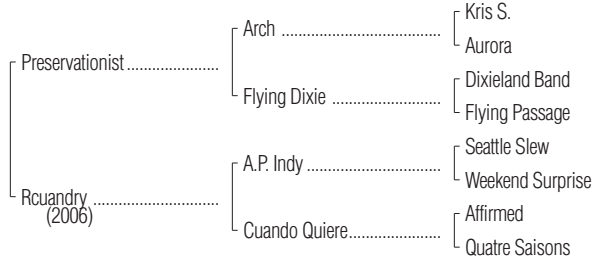 Kris S.
Arch ..........................................
Aurora
Preservationist ........................
Dixieland Band
Flying Dixie ............................
Flying Passage
Seattle Slew
A.P. Indy ...................................
Weekend Surprise
Rcuandry .................................
(2006)
Affirmed
Cuando Quiere........................
Quatre Saisons